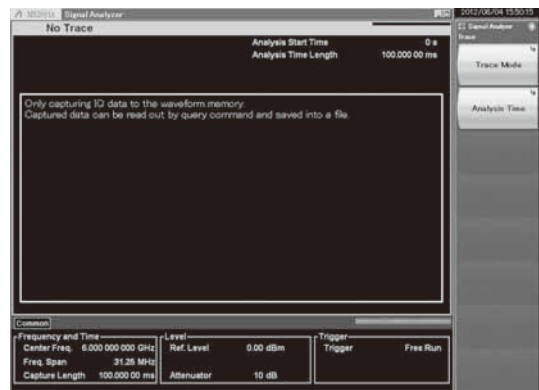 MS269xA Signal Analyzer
2012/06/04 15:50:15
No Trace
Signal Analyzer
Trace
Analysis Start Time 0 s
Analysis Time Length 100.000 00 ms
Trace Mode
Analysis Time
Only capturing IQ data to the waveform memory.
Captured data can be read out by query command and saved into a file.
Common
Frequency and Time
Level
Trigger
Center Freq. 6.000 000 000 GHz
Ref. Level 0.00 dBm
Trigger Free Run
Freq. Span 31.25 MHz
Capture Length 100.000 00 ms
Attenuator 10 dB